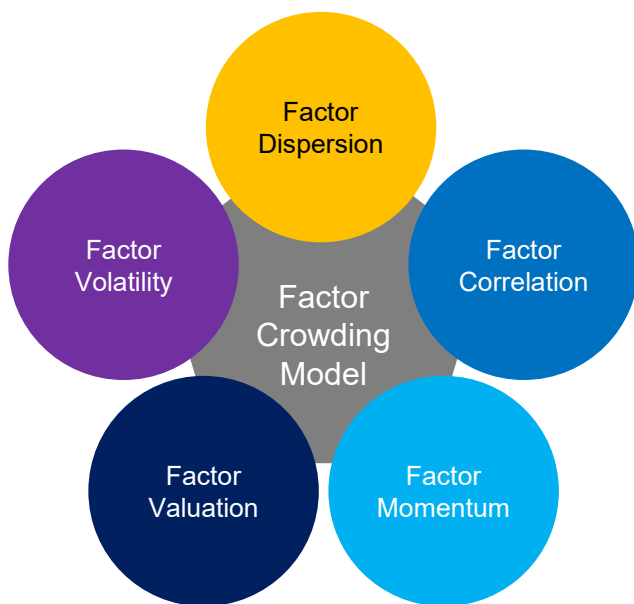 Factor
Dispersion
Factor
Volatility
Factor
Correlation
Factor
Crowding
Model
Factor
Valuation
Factor
Momentum